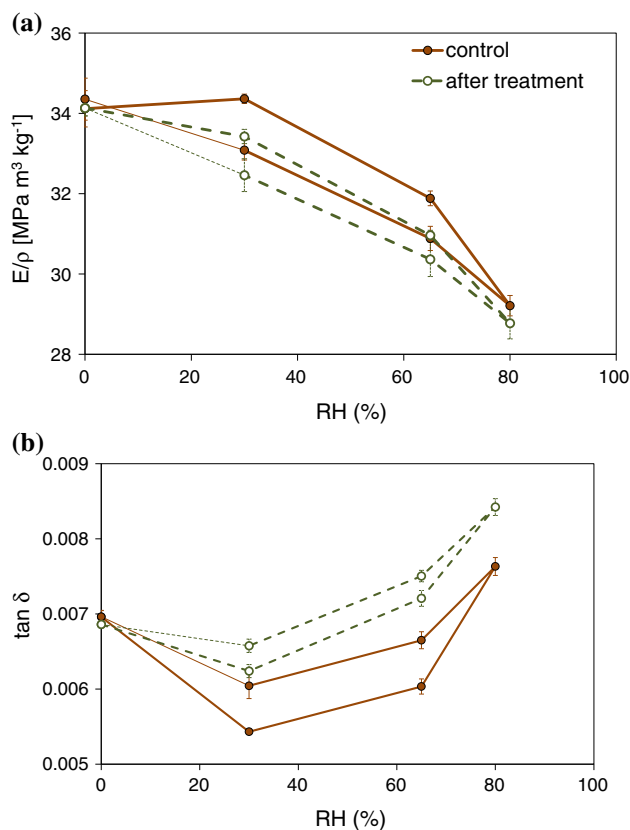 (a)
36
34
32
30
28
E/ρ [MPa m³ kg⁻¹]
control
after treatment
0
20
40
60
80
100
RH (%)
(b)
0.009
0.008
0.007
0.006
0.005
tan δ
0
20
40
60
80
100
RH (%)